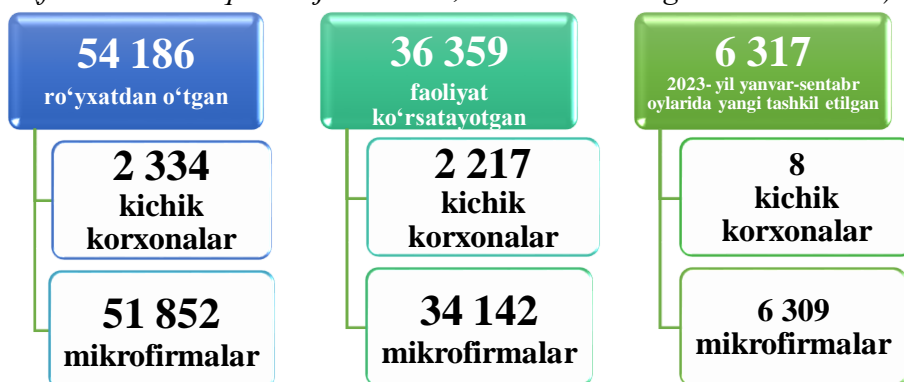 54 186
ro‘yxatdan o‘tgan
2 334
kichik
korxonalar
51 852
mikrofirmalar
36 359
faoliyat
ko‘rsatayotgan
2 217
kichik
korxonalar
34 142
mikrofirmalar
6 317
2023- yil yanvar-sentabr
oylarida yangi tashkil etilgan
8
kichik
korxonalar
6 309
mikrofirmalar